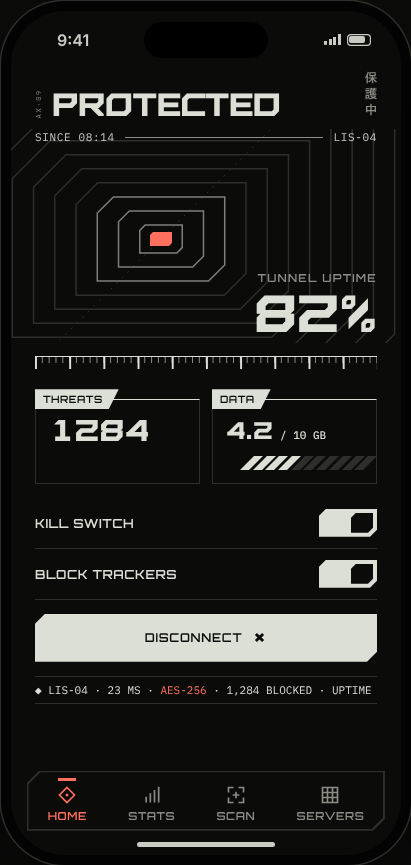 9:41
AX-09
PROTECTED
保護中
SINCE 08:14
LIS-04
TUNNEL UPTIME
82%
THREATS
1284
DATA
4.2 / 10 GB
KILL SWITCH
BLOCK TRACKERS
DISCONNECT ✖
◆ LIS-04 · 23 MS · AES-256 · 1,284 BLOCKED · UPTIME
HOME
STATS
SCAN
SERVERS